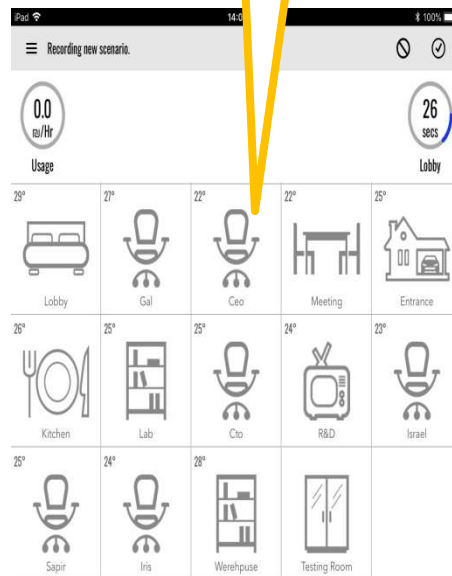 iPad 14:0 100%
Recording new scenario.
0.0 26
₪/Hr secs
Usage Lobby
29° 27° 22° 22° 25°
Lobby Gal Ceo Meeting Entrance
26° 25° 25° 24° 23°
Kitchen Lab Cto R&D Israel
25° 24° 28°
Sapir Iris Werehpuse Testing Room